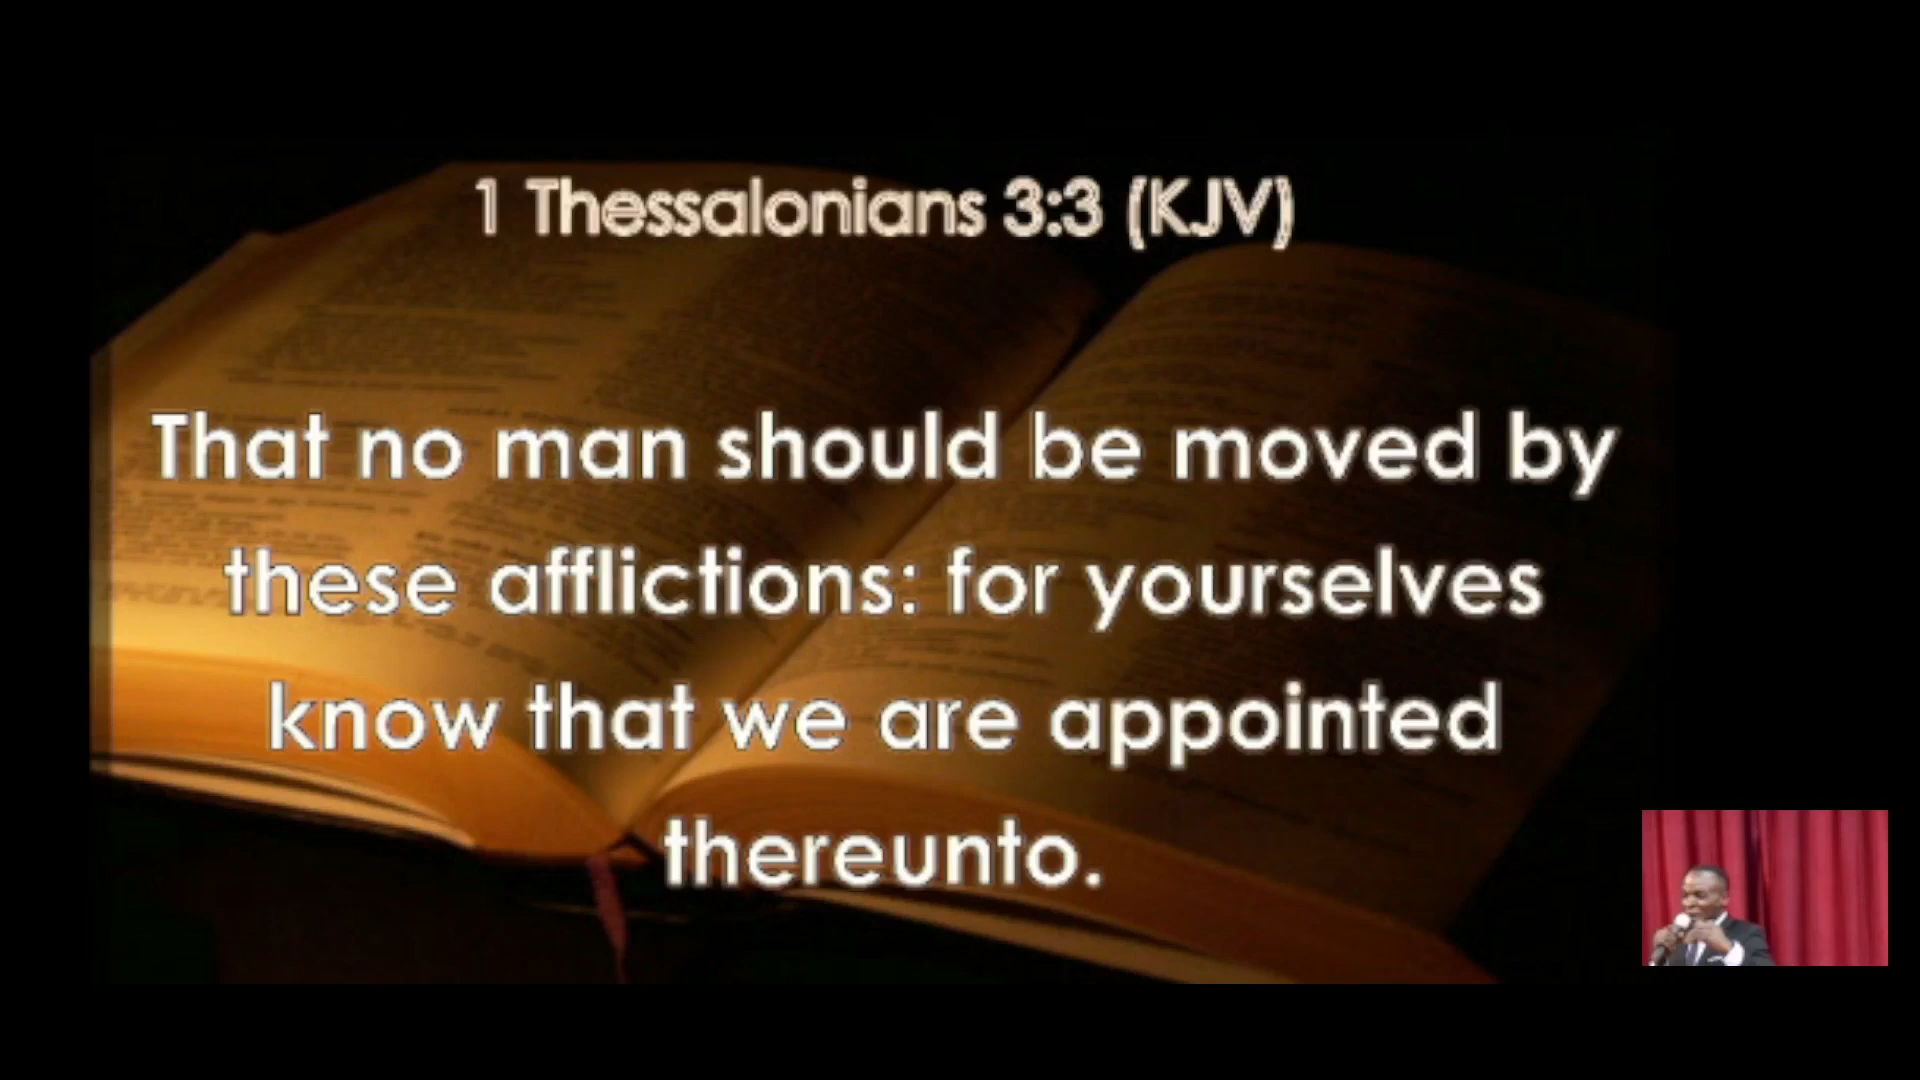 1 Thessalonians 3:3 (KJV)
That no man should be moved by
these afflictions: for yourselves
know that we are appointed
thereunto.